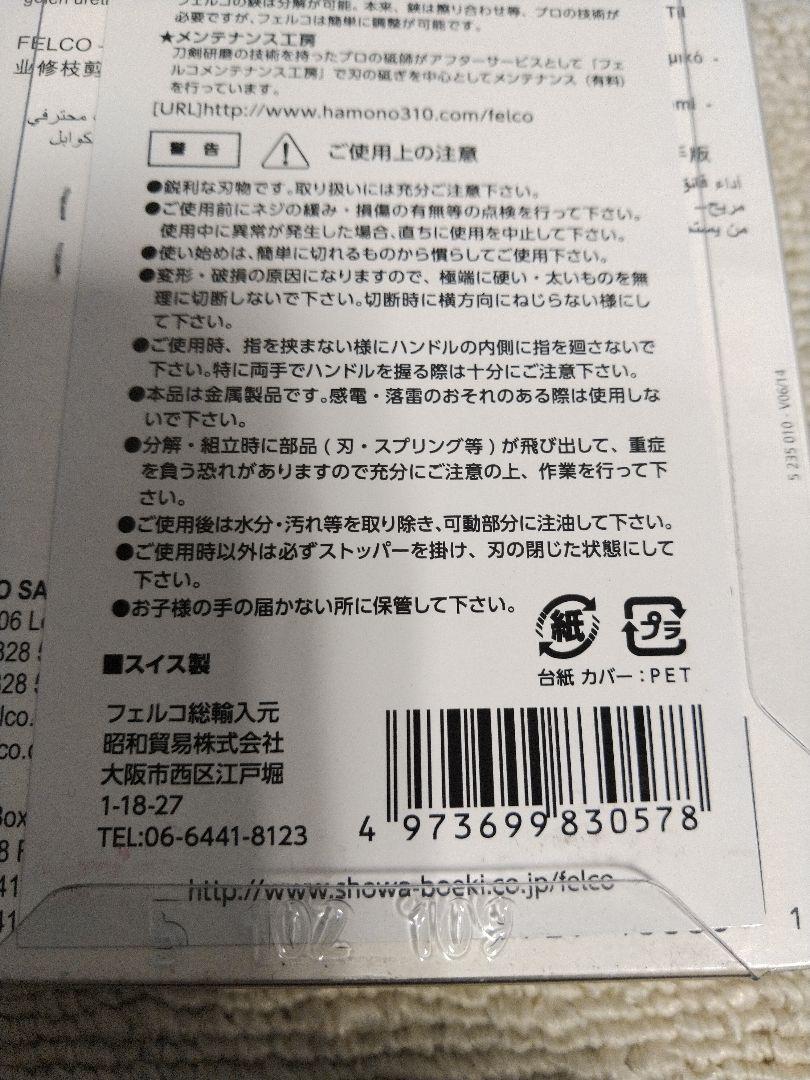 フェルコの鋏は分解が可能。本来、鋏は擦り合わせ等、プロの技術が
必要ですが、フェルコは簡単に調整が可能です。
★メンテナンス工房
刀剣研磨の技術を持ったプロの砥師がアフターサービスとして「フェ
ルコメンテナンス工房」で刃の砥ぎを中心としてメンテナンス(有料)
を行っています。
[URL]http://www.hamono310.com/felco
警告 ご使用上の注意
●鋭利な刃物です。取り扱いには充分ご注意下さい。
●ご使用前にネジの緩み・損傷の有無等の点検を行って下さい。
使用中に異常が発生した場合、直ちに使用を中止して下さい。
●使い始めは、簡単に切れるものから慣らしてご使用下さい。
●変形・破損の原因になりますので、極端に硬い・太いものを無
理に切断しないで下さい。切断時に横方向にねじらない様にし
て下さい。
●ご使用時、指を挟まない様にハンドルの内側に指を廻さないで
下さい。特に両手でハンドルを握る際は十分にご注意下さい。
●本品は金属製品です。感電・落雷のおそれのある際は使用しな
いで下さい。
●分解・組立時に部品(刃・スプリング等)が飛び出して、重症
を負う恐れがありますので充分にご注意の上、作業を行って下
さい。
●ご使用後は水分・汚れ等を取り除き、可動部分に注油して下さい。
●ご使用時以外は必ずストッパーを掛け、刃の閉じた状態にして
下さい。
●お子様の手の届かない所に保管して下さい。
紙 プラ
台紙 カバー:PET
■スイス製
フェルコ総輸入元
昭和貿易株式会社
大阪市西区江戸堀
1-18-27
TEL:06-6441-8123
4 973699 830578
http://www.showa-boeki.co.jp/felco
FELCO -
业修枝剪
5 235 010 - V06/14